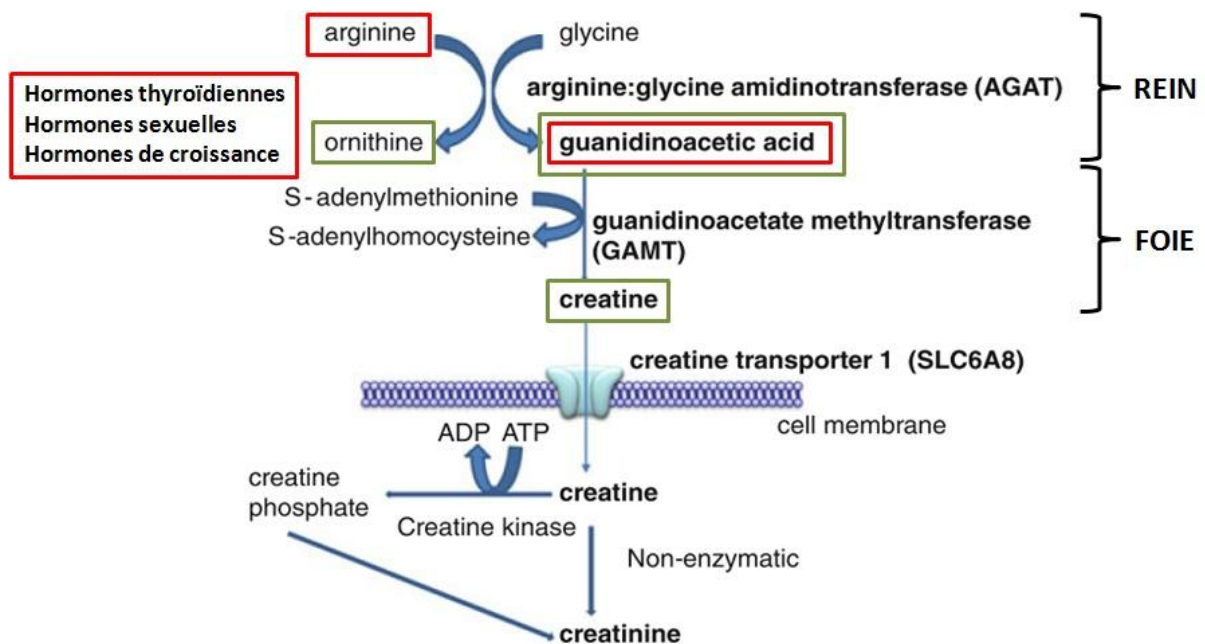 arginine
glycine
Hormones thyroïdiennes
Hormones sexuelles
Hormones de croissance
arginine:glycine amidinotransferase (AGAT)
REIN
ornithine
guanidinoacetic acid
S-adenylmethionine
S-adenylhomocysteine
guanidinoacetate methyltransferase
(GAMT)
FOIE
creatine
creatine transporter 1 (SLC6A8)
cell membrane
ADP ATP
creatine
phosphate
creatine
Creatine kinase
Non-enzymatic
creatinine